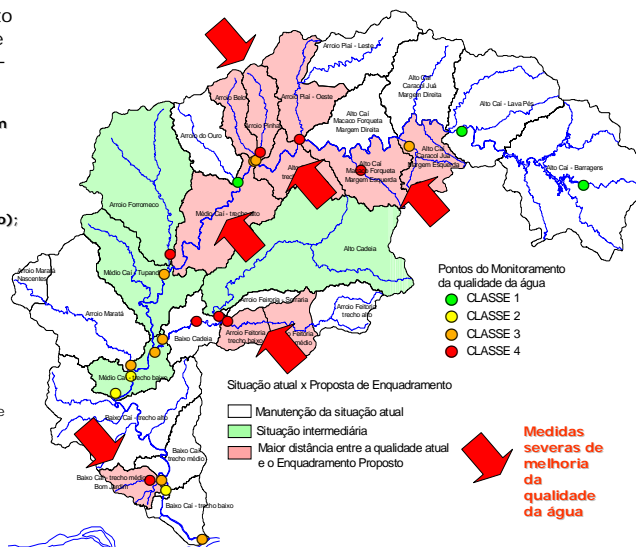 to
e
-
m
o);
e
Arroio Piaí - Leste
Arroio Belo
Arroio Piaí - Oeste
Alto Caí
Caracol Juá
Margem Direita
Alto Caí - Lava Pés
Arroio Pinhal
Alto Caí
Macaco Forqueta
Margem Direita
Arroio do Ouro
Alto Caí
Caracol Juá
Margem Esquerda
Alto Caí
Macaco Forqueta
Margem Esquerda
Alto Caí - Barragens
Arroio Forromeco
Médio Caí - trecho alto
Alto Cadeia
Arroio Maratá
Nascentes
Médio Caí - Tupandi
Arroio Maratá
Arroio Feitoria - Serraria
Arroio Feitoria
trecho alto
Baixo Cadeia
Arroio Feitoria
trecho baixo
Feitoria
médio
Médio Caí - trecho baixo
Baixo Caí - trecho alto
Baixo Caí
trecho médio
Baixo Caí - trecho médio
Bom Jardim
Baixo Caí - trecho baixo
Pontos do Monitoramento
da qualidade da água
CLASSE 1
CLASSE 2
CLASSE 3
CLASSE 4
Situação atual x Proposta de Enquadramento
Manutenção da situação atual
Situação intermediária
Maior distância entre a qualidade atual
e o Enquadramento Proposto
Medidas
severas de
melhoria
da
qualidade
da água